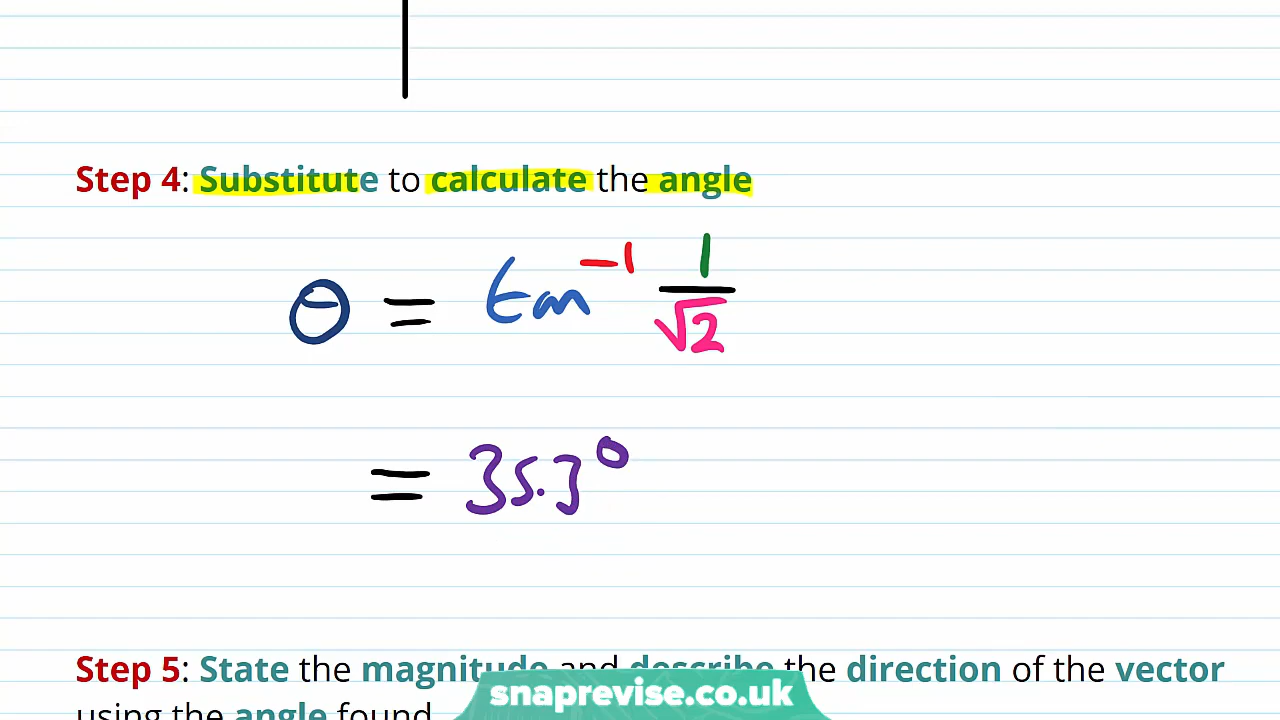 Step 4: Substitute to calculate the angle
θ = tan⁻¹ 1/√2
= 35.3°
Step 5: State the magnitude and describe the direction of the vector
using the angle found
snaprevise.co.uk